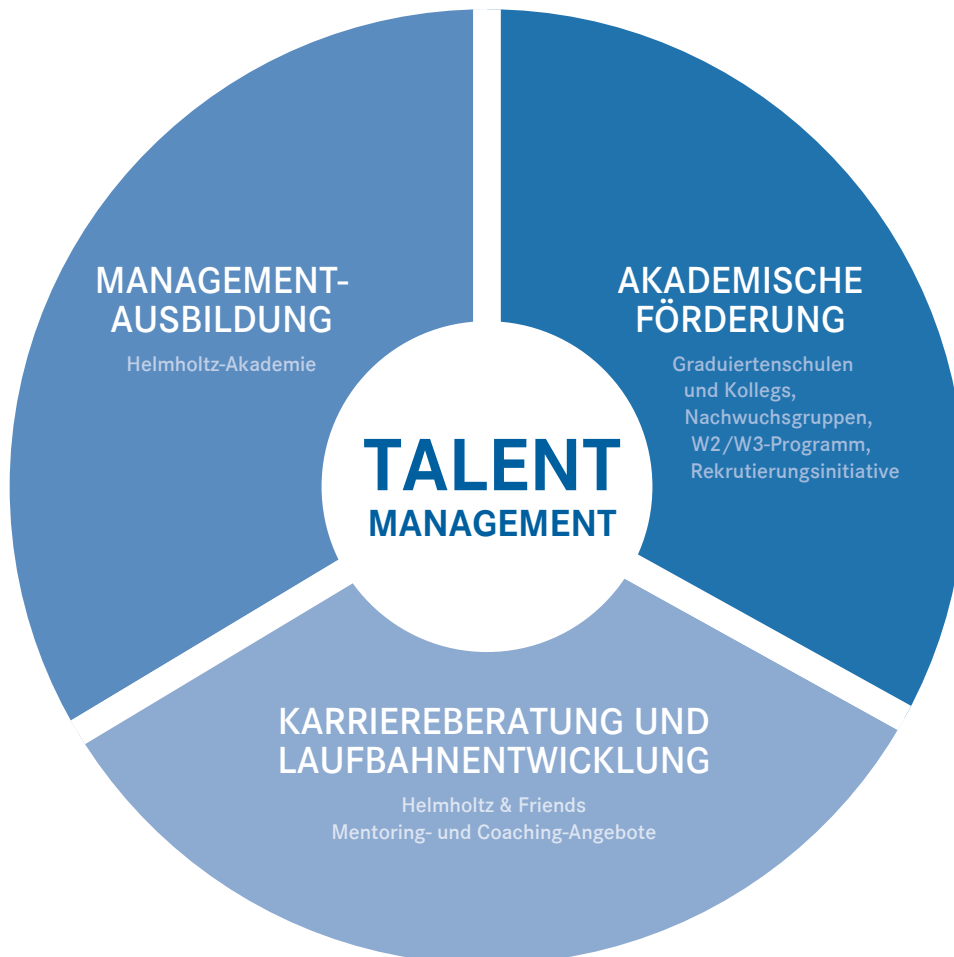 MANAGEMENT-
AUSBILDUNG
Helmholtz-Akademie
AKADEMISCHE
FÖRDERUNG
Graduiertenschulen
und Kollegs,
Nachwuchsgruppen,
W2/W3-Programm,
Rekrutierungsinitiative
TALENT
MANAGEMENT
KARRIEREBERATUNG UND
LAUFBAHNENTWICKLUNG
Helmholtz & Friends
Mentoring- und Coaching-Angebote